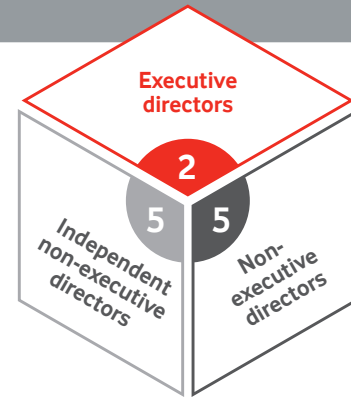 Executive
directors
2
5
5
Independent
non-executive
directors
Non-
executive
directors